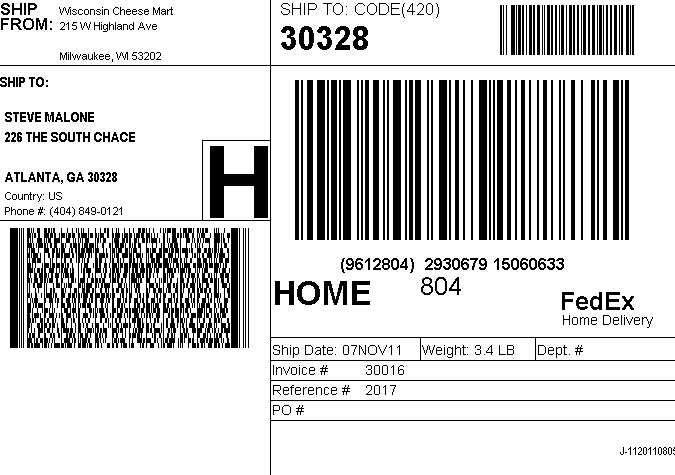 SHIP
FROM:
Wisconsin Cheese Mart
215 W Highland Ave
Milwaukee, WI 53202
SHIP TO: CODE(420)
30328
SHIP TO:
STEVE MALONE
226 THE SOUTH CHACE
ATLANTA, GA 30328
Country: US
Phone #: (404) 849-0121
H
(9612804) 2930679 15060633
HOME
804
FedEx
Home Delivery
Ship Date: 07NOV11 Weight: 3.4 LB Dept. #
Invoice # 30016
Reference # 2017
PO #
J-1120110805